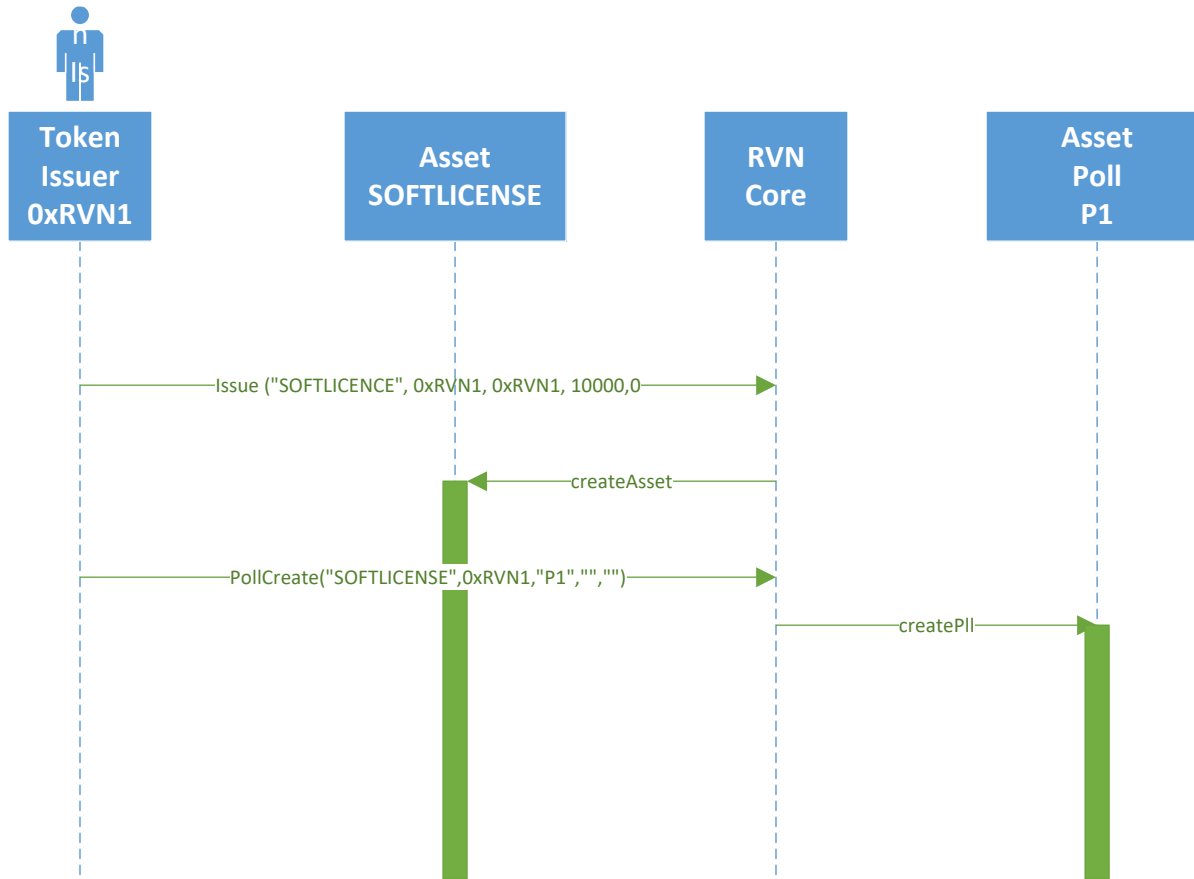 Is
Token
Issuer
0xRVN1
Asset
SOFTLICENSE
RVN
Core
Asset
Poll
P1
Issue ("SOFTLICENCE", 0xRVN1, 0xRVN1, 10000,0
createAsset
PollCreate("SOFTLICENSE",0xRVN1,"P1","","")
createPll